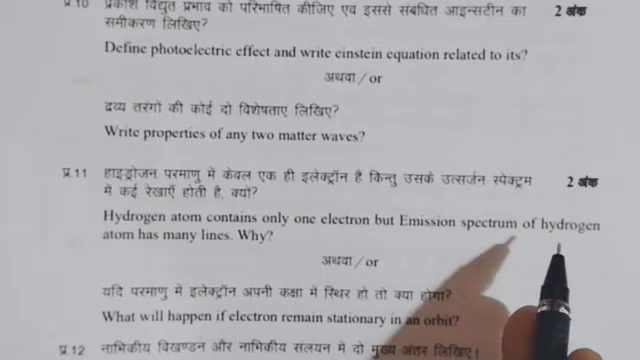 प्र.10 प्रकाश विद्युत प्रभाव को परिभाषित कीजिए एवं इससे संबंधित आइन्सटीन का 2 अंक
समीकरण लिखिए?
Define photoelectric effect and write einstein equation related to its?
अथवा / or
द्रव्य तरंगों की कोई दो विशेषताएं लिखिए?
Write properties of any two matter waves?
प्र.11 हाइड्रोजन परमाणु में केवल एक ही इलेक्ट्रॉन है किन्तु उसके उत्सर्जन स्पेक्ट्रम 2 अंक
में कई रेखाएँ होती है, क्यों?
Hydrogen atom contains only one electron but Emission spectrum of hydrogen
atom has many lines. Why?
अथवा / or
यदि परमाणु में इलेक्ट्रॉन अपनी कक्षा में स्थिर हो तो क्या होगा?
What will happen if electron remain stationary in an orbit?
प्र.12 नाभिकीय विखण्डन और नाभिकीय संलयन में दो मुख्य अंतर लिखिए।